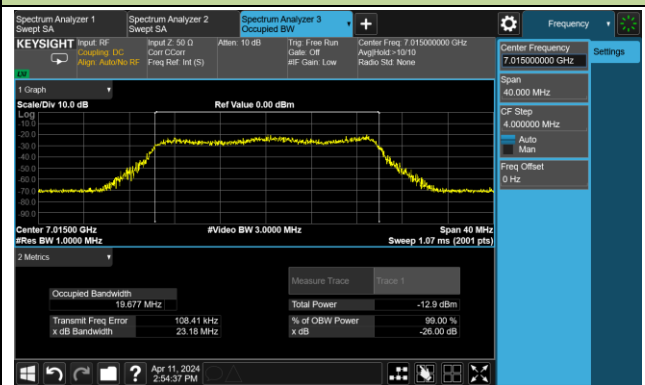 Spectrum Analyzer 1
Swept SA
Spectrum Analyzer 2
Swept SA
Spectrum Analyzer 3
Occupied BW
Frequency
KEYSIGHT
Input: RF
Coupling: DC
Align: Auto/No RF
Input Z: 50 Ω
Corr CCorr
Freq Ref: Int (S)
Atten: 10 dB
Trig: Free Run
Gate: Off
#IF Gain: Low
Center Freq: 7.015000000 GHz
Avg|Hold:>10/10
Radio Std: None
1 Graph
Scale/Div 10.0 dB
Ref Value 0.00 dBm
Log
-10.0
-20.0
-30.0
-40.0
-50.0
-60.0
-70.0
-80.0
-90.0
Center 7.01500 GHz
#Video BW 3.0000 MHz
Span 40 MHz
#Res BW 1.0000 MHz
Sweep 1.07 ms (2001 pts)
2 Metrics
Measure Trace
Trace 1
Occupied Bandwidth
19.677 MHz
Total Power
-12.9 dBm
Transmit Freq Error
108.41 kHz
% of OBW Power
99.00 %
x dB Bandwidth
23.18 MHz
x dB
-26.00 dB
Center Frequency
7.015000000 GHz
Settings
Span
40.000 MHz
CF Step
4.000000 MHz
Auto
Man
Freq Offset
0 Hz
?
Apr 11, 2024
2:54:37 PM